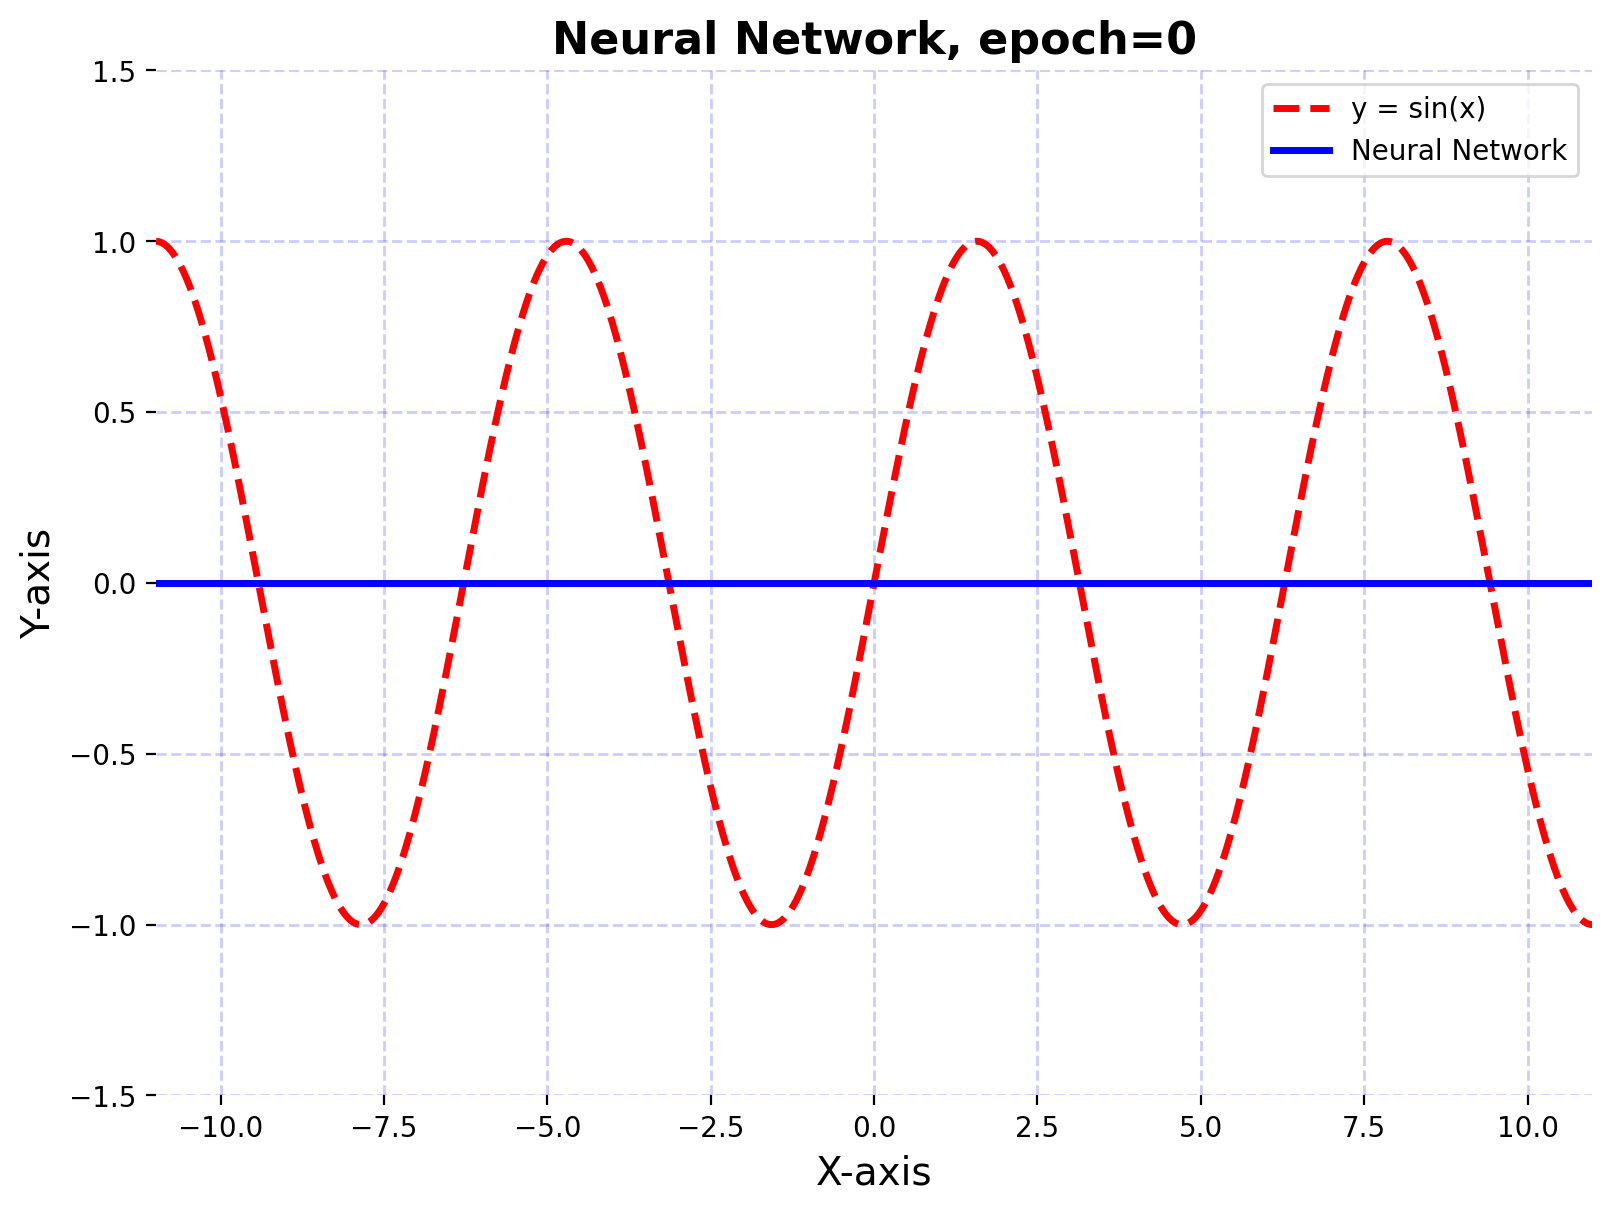 Neural Network, epoch=0
1.5
y = sin(x)
Neural Network
1.0
0.5
0.0
−0.5
−1.0
−1.5
Y-axis
−10.0 −7.5 −5.0 −2.5 0.0 2.5 5.0 7.5 10.0
X-axis